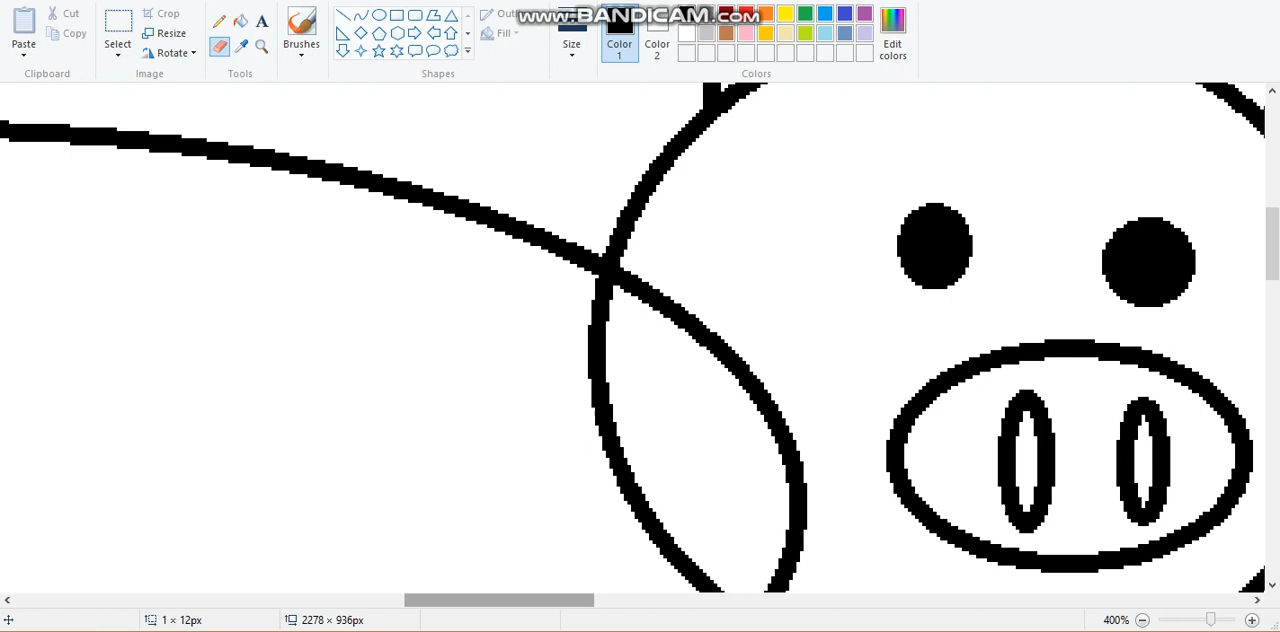 www.BANDICAM.com
Paste
Cut
Copy
Clipboard
Select
Crop
Resize
Rotate
Image
A
Tools
Brushes
Outl
Fill
Shapes
Size
Color
1
Color
2
Edit
colors
Colors
1 × 12px
2278 × 936px
400%